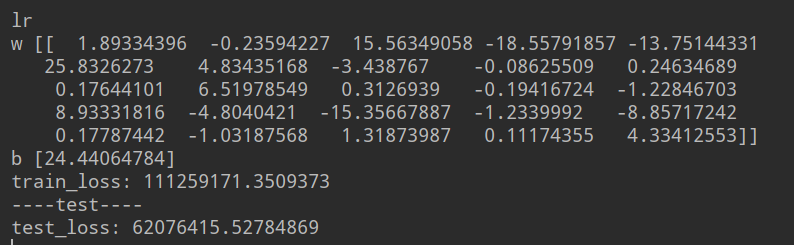 lr
w [[  1.89334396  -0.23594227  15.56349058 -18.55791857 -13.75144331
   25.8326273    4.83435168  -3.438767    -0.08625509   0.24634689
    0.17644101   6.51978549   0.3126939   -0.19416724  -1.22846703
    8.93331816  -4.8040421  -15.35667887  -1.2339992   -8.85717242
    0.17787442  -1.03187568   1.31873987   0.11174355   4.33412553]]
b [24.44064784]
train_loss: 111259171.3509373
----test----
test_loss: 62076415.52784869